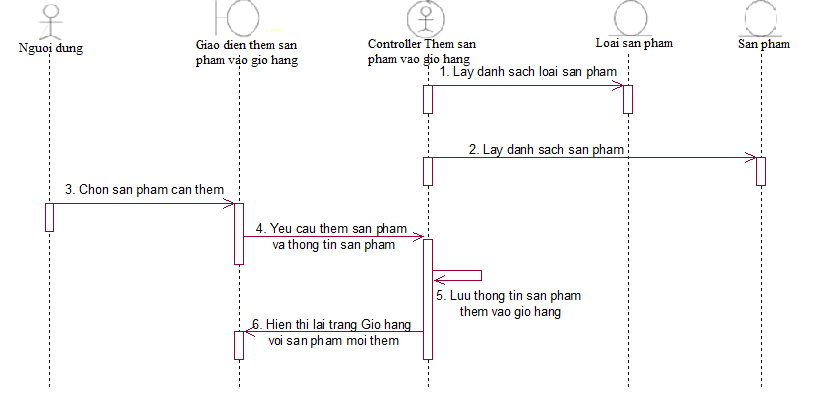 Nguoi dung
Giao dien them san
pham vao gio hang
Controller Them san
pham vao gio hang
Loai san pham
San pham
1. Lay danh sach loai san pham
2. Lay danh sach san pham
3. Chon san pham can them
4. Yeu cau them san pham
va thong tin san pham
5. Luu thong tin san pham
them vao gio hang
6. Hien thi lai trang Gio hang
voi san pham moi them